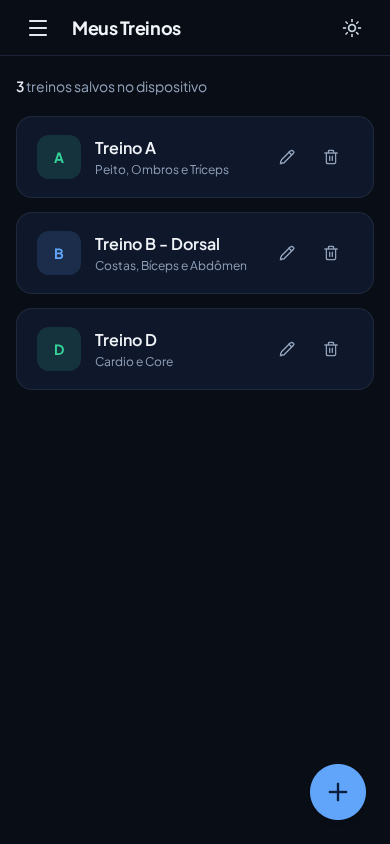 Meus Treinos
3 treinos salvos no dispositivo
A
Treino A
Peito, Ombros e Tríceps
B
Treino B - Dorsal
Costas, Bíceps e Abdômen
D
Treino D
Cardio e Core